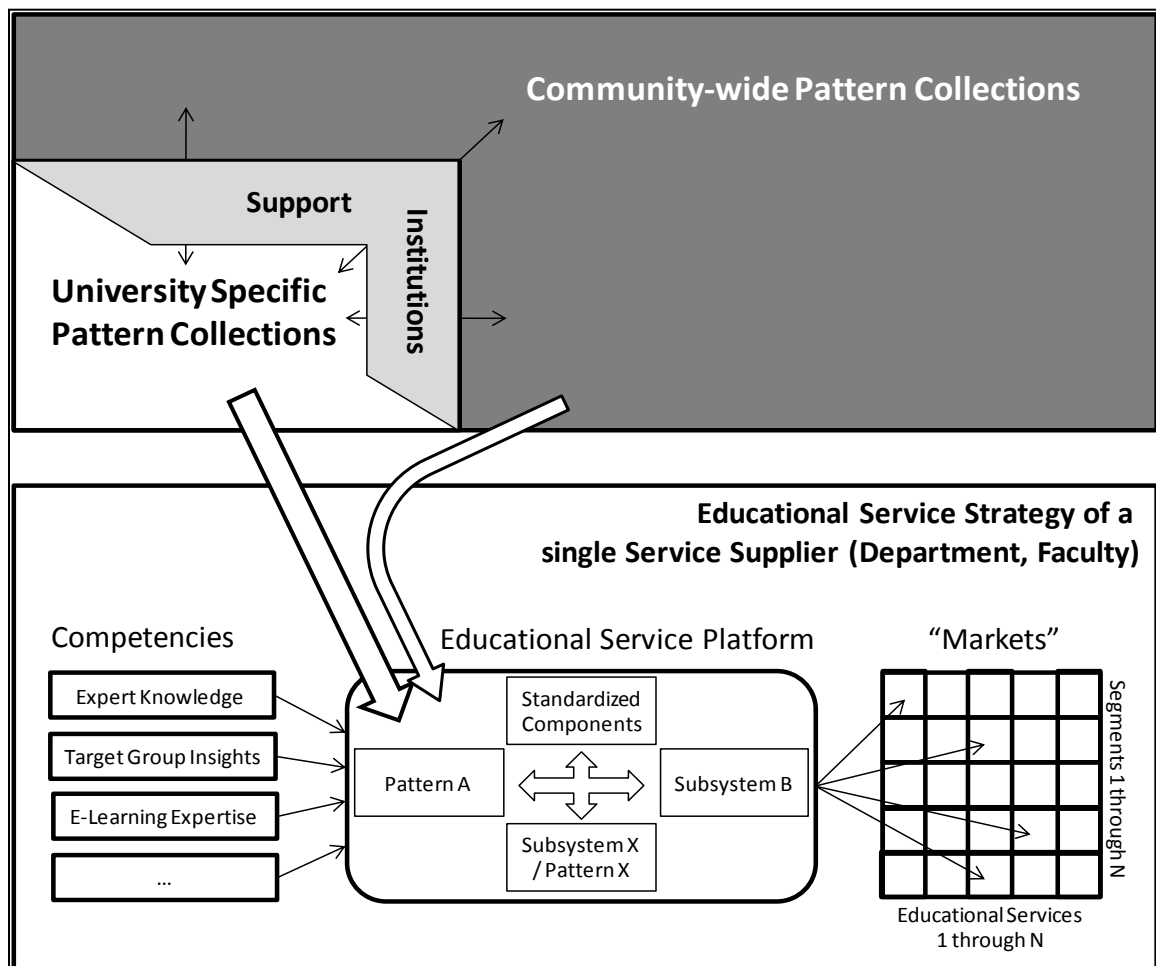 Community-wide Pattern Collections
Support
Institutions
University Specific
Pattern Collections
Educational Service Strategy of a
single Service Supplier (Department, Faculty)
Competencies
Educational Service Platform
“Markets”
Expert Knowledge
Target Group Insights
E-Learning Expertise
...
Standardized
Components
Pattern A
Subsystem B
Subsystem X
/ Pattern X
Segments 1 through N
Educational Services
1 through N